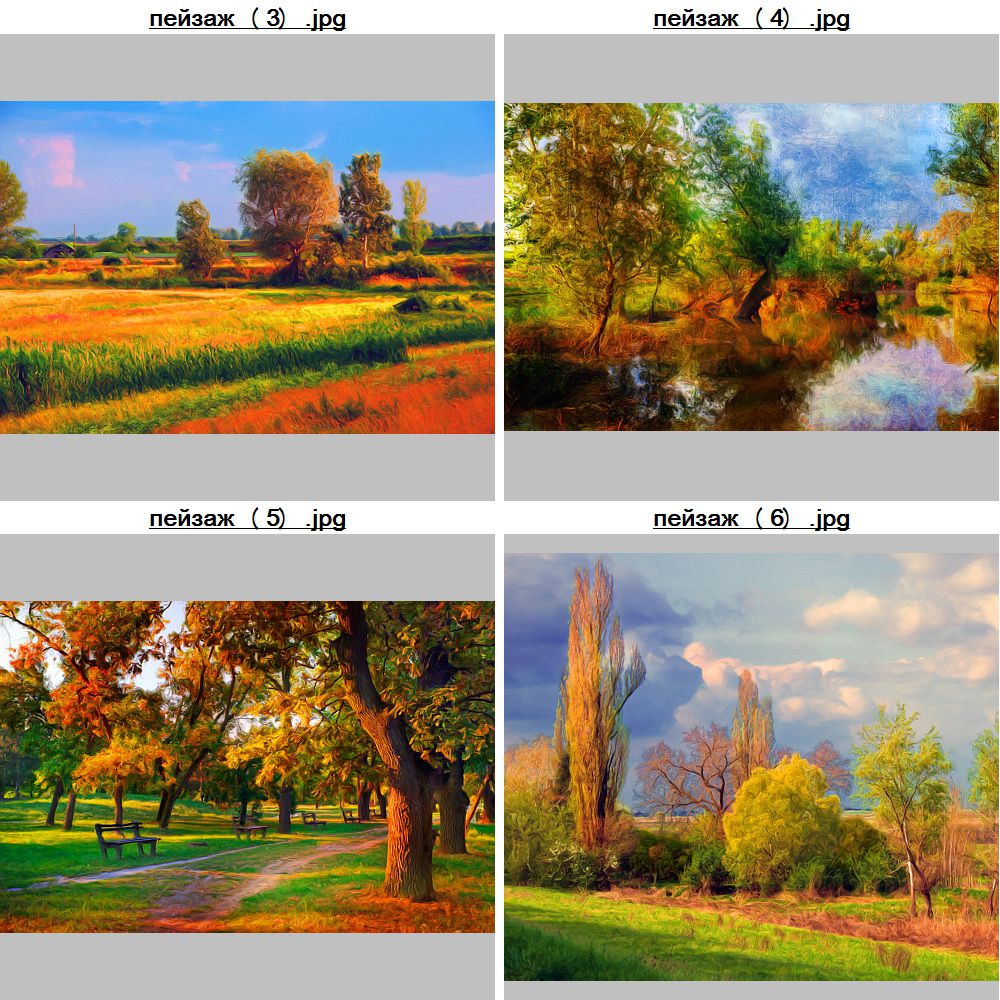 пейзаж ( 3) .jpg
пейзаж ( 4) .jpg
пейзаж ( 5) .jpg
пейзаж ( 6) .jpg